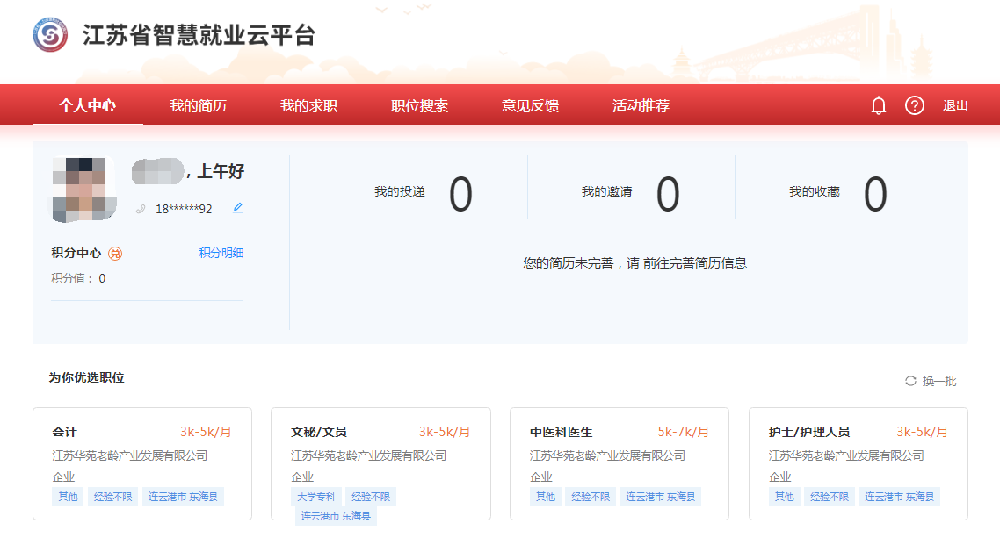 江苏省智慧就业云平台
个人中心 我的简历 我的求职 职位搜索 意见反馈 活动推荐 退出
，上午好
18******92
积分中心 兑 积分明细
积分值： 0
我的投递 0 我的邀请 0 我的收藏 0
您的简历未完善，请 前往完善简历信息
为你优选职位 换一批
会计 3k-5k/月
江苏华苑老龄产业发展有限公司
企业
其他 经验不限 连云港市 东海县
文秘/文员 3k-5k/月
江苏华苑老龄产业发展有限公司
企业
大学专科 经验不限
连云港市 东海县
中医科医生 5k-7k/月
江苏华苑老龄产业发展有限公司
企业
其他 经验不限 连云港市 东海县
护士/护理人员 3k-5k/月
江苏华苑老龄产业发展有限公司
企业
其他 经验不限 连云港市 东海县